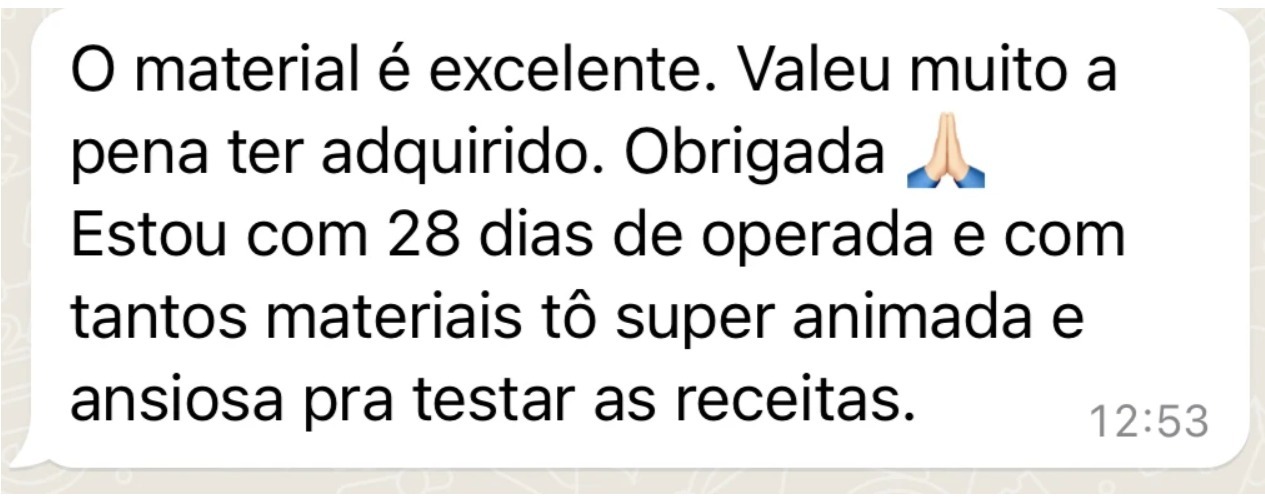 O material é excelente. Valeu muito a
pena ter adquirido. Obrigada 🙏🏻
Estou com 28 dias de operada e com
tantos materiais tô super animada e
ansiosa pra testar as receitas.
12:53